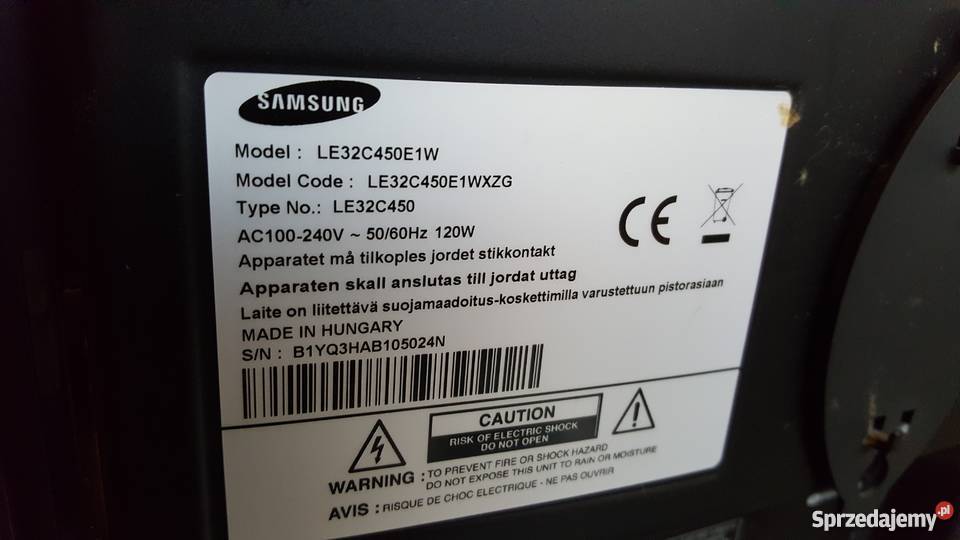 SAMSUNG
Model : LE32C450E1W
Model Code : LE32C450E1WXZG
Type No.: LE32C450
AC100-240V ~ 50/60Hz 120W
Apparatet må tilkoples jordet stikkontakt
Apparaten skall anslutas till jordat uttag
Laite on liitettävä suojamaadoitus-koskettimilla varustettuun pistorasiaan
MADE IN HUNGARY
S/N : B1YQ3HAB105024N
CE
CAUTION
RISK OF ELECTRIC SHOCK
DO NOT OPEN
WARNING : TO PREVENT FIRE OR SHOCK HAZARD
DO NOT EXPOSE THIS UNIT TO RAIN OR MOISTURE
AVIS : RISQUE DE CHOC ELECTRIQUE - NE PAS OUVRIR
Sprzedajemy.pl